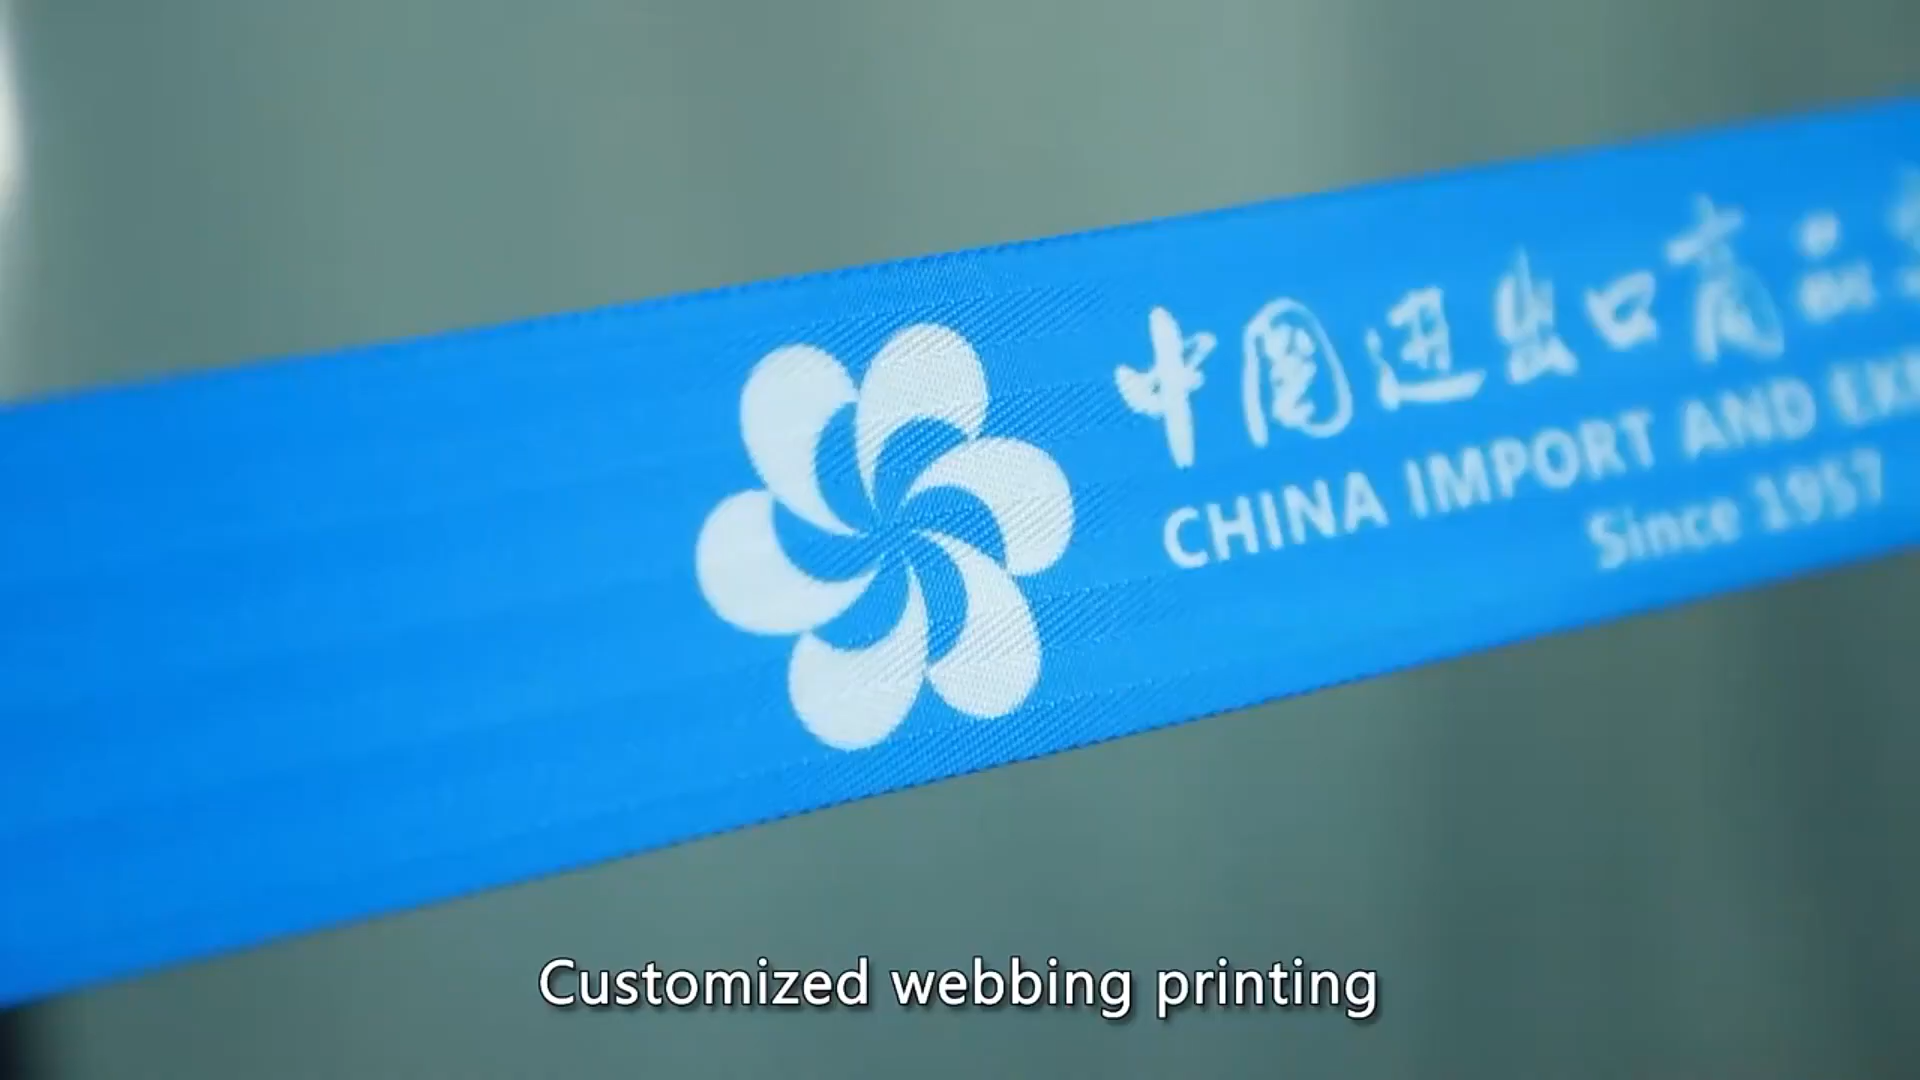 中国进出口商品
CHINA IMPORT AND
Since 1957
Customized webbing printing